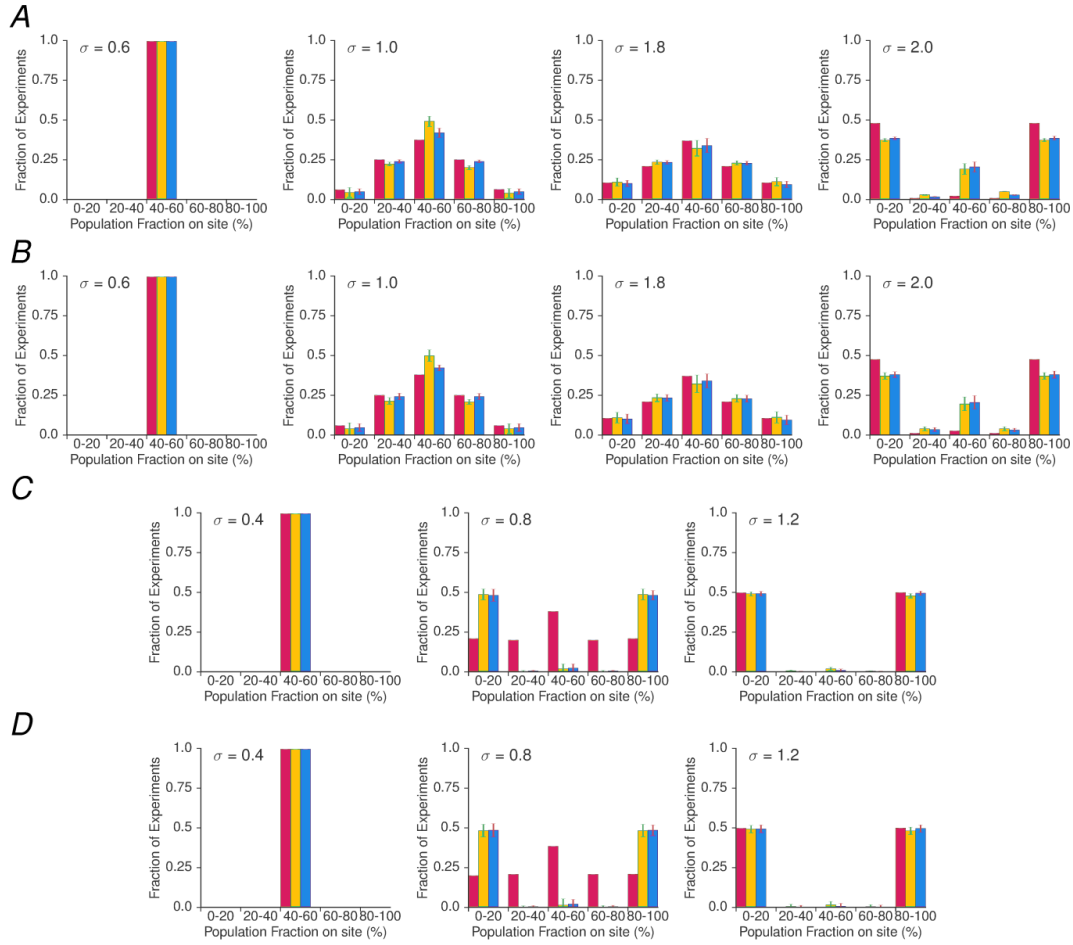 A
Fraction of Experiments
1.0
0.75
0.5
0.25
0.0
σ = 0.6
0-20 20-40 40-60 60-80 80-100
Population Fraction on site (%)
Fraction of Experiments
1.0
0.75
0.50
0.25
0.0
σ = 1.0
0-20 20-40 40-60 60-80 80-100
Population Fraction on site (%)
Fraction of Experiments
1.0
0.75
0.50
0.25
0.0
σ = 1.8
0-20 20-40 40-60 60-80 80-100
Population Fraction on site (%)
Fraction of Experiments
1.0
0.75
0.50
0.25
0.0
σ = 2.0
0-20 20-40 40-60 60-80 80-100
Population Fraction on site (%)
B
Fraction of Experiments
1.0
0.75
0.5
0.25
0.0
σ = 0.6
0-20 20-40 40-60 60-80 80-100
Population Fraction on site (%)
Fraction of Experiments
1.0
0.75
0.5
0.25
0.0
σ = 1.0
0-20 20-40 40-60 60-80 80-100
Population Fraction on site (%)
Fraction of Experiments
1.0
0.75
0.5
0.25
0.0
σ = 1.8
0-20 20-40 40-60 60-80 80-100
Population Fraction on site (%)
Fraction of Experiments
1.0
0.75
0.5
0.25
0.0
σ = 2.0
0-20 20-40 40-60 60-80 80-100
Population Fraction on site (%)
C
Fraction of Experiments
1.0
0.75
0.5
0.25
0.0
σ = 0.4
0-20 20-40 40-60 60-80 80-100
Population Fraction on site (%)
Fraction of Experiments
1.0
0.75
0.50
0.25
0.0
σ = 0.8
0-20 20-40 40-60 60-80 80-100
Population Fraction on site (%)
Fraction of Experiments
1.0
0.75
0.50
0.25
0.0
σ = 1.2
0-20 20-40 40-60 60-80 80-100
Population Fraction on site (%)
D
Fraction of Experiments
1.0
0.75
0.5
0.25
0.0
σ = 0.4
0-20 20-40 40-60 60-80 80-100
Population Fraction on site (%)
Fraction of Experiments
1.0
0.75
0.5
0.25
0.0
σ = 0.8
0-20 20-40 40-60 60-80 80-100
Population Fraction on site (%)
Fraction of Experiments
1.0
0.75
0.5
0.25
0.0
σ = 1.2
0-20 20-40 40-60 60-80 80-100
Population Fraction on site (%)